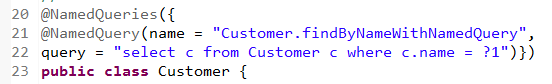 20 @NamedQueries({
21 @NamedQuery(name = "Customer.findByNameWithNamedQuery",
22 query = "select c from Customer c where c.name = ?1")})
23 public class Customer {